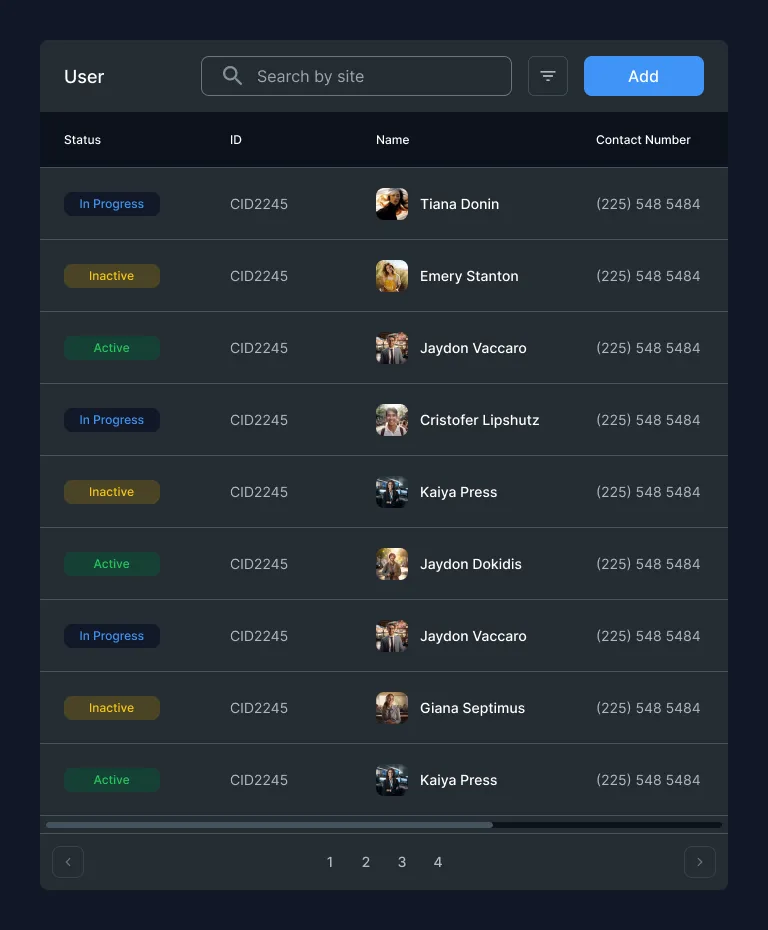 User
Search by site
Add
Status ID Name Contact Number
In Progress CID2245 Tiana Donin (225) 548 5484
Inactive CID2245 Emery Stanton (225) 548 5484
Active CID2245 Jaydon Vaccaro (225) 548 5484
In Progress CID2245 Cristofer Lipshutz (225) 548 5484
Inactive CID2245 Kaiya Press (225) 548 5484
Active CID2245 Jaydon Dokidis (225) 548 5484
In Progress CID2245 Jaydon Vaccaro (225) 548 5484
Inactive CID2245 Giana Septimus (225) 548 5484
Active CID2245 Kaiya Press (225) 548 5484
1 2 3 4